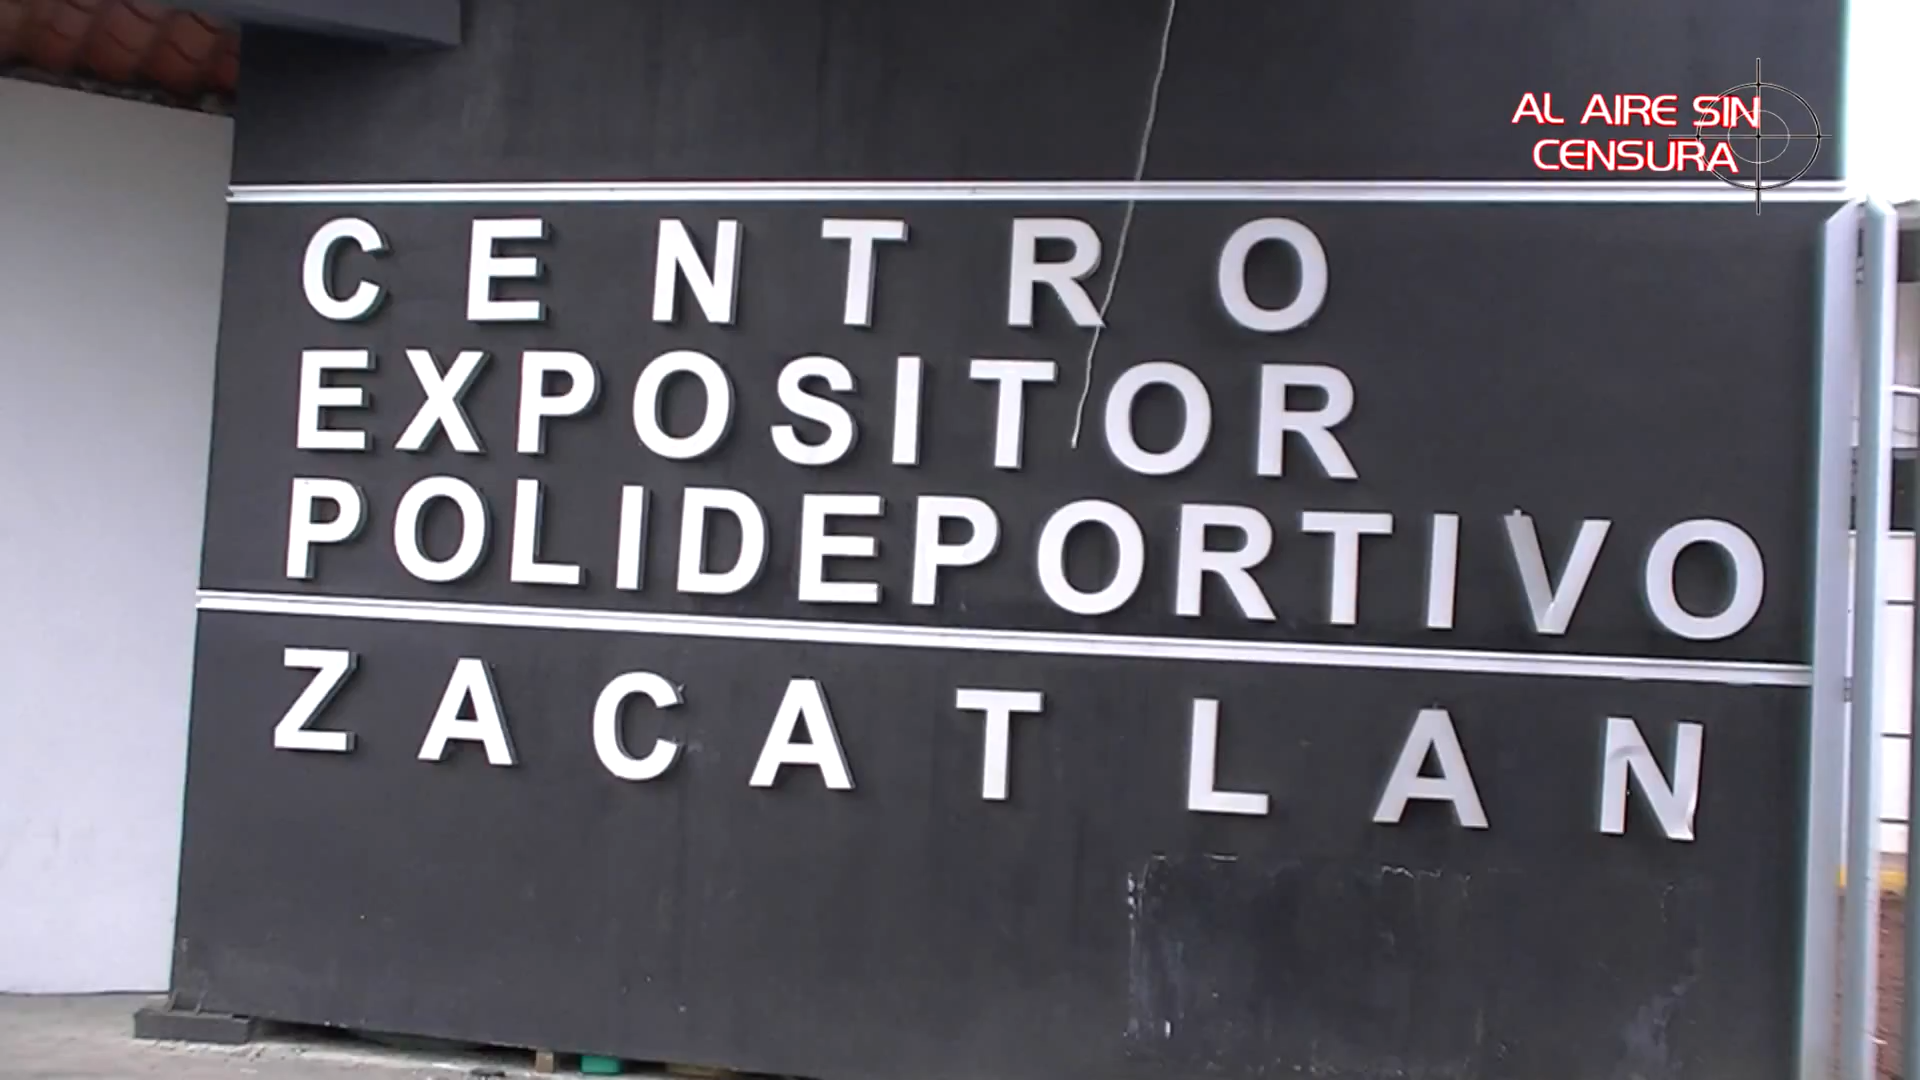 AL AIRE SIN
CENSURA
CENTRO
EXPOSITOR
POLIDEPORTIVO
ZACATLAN